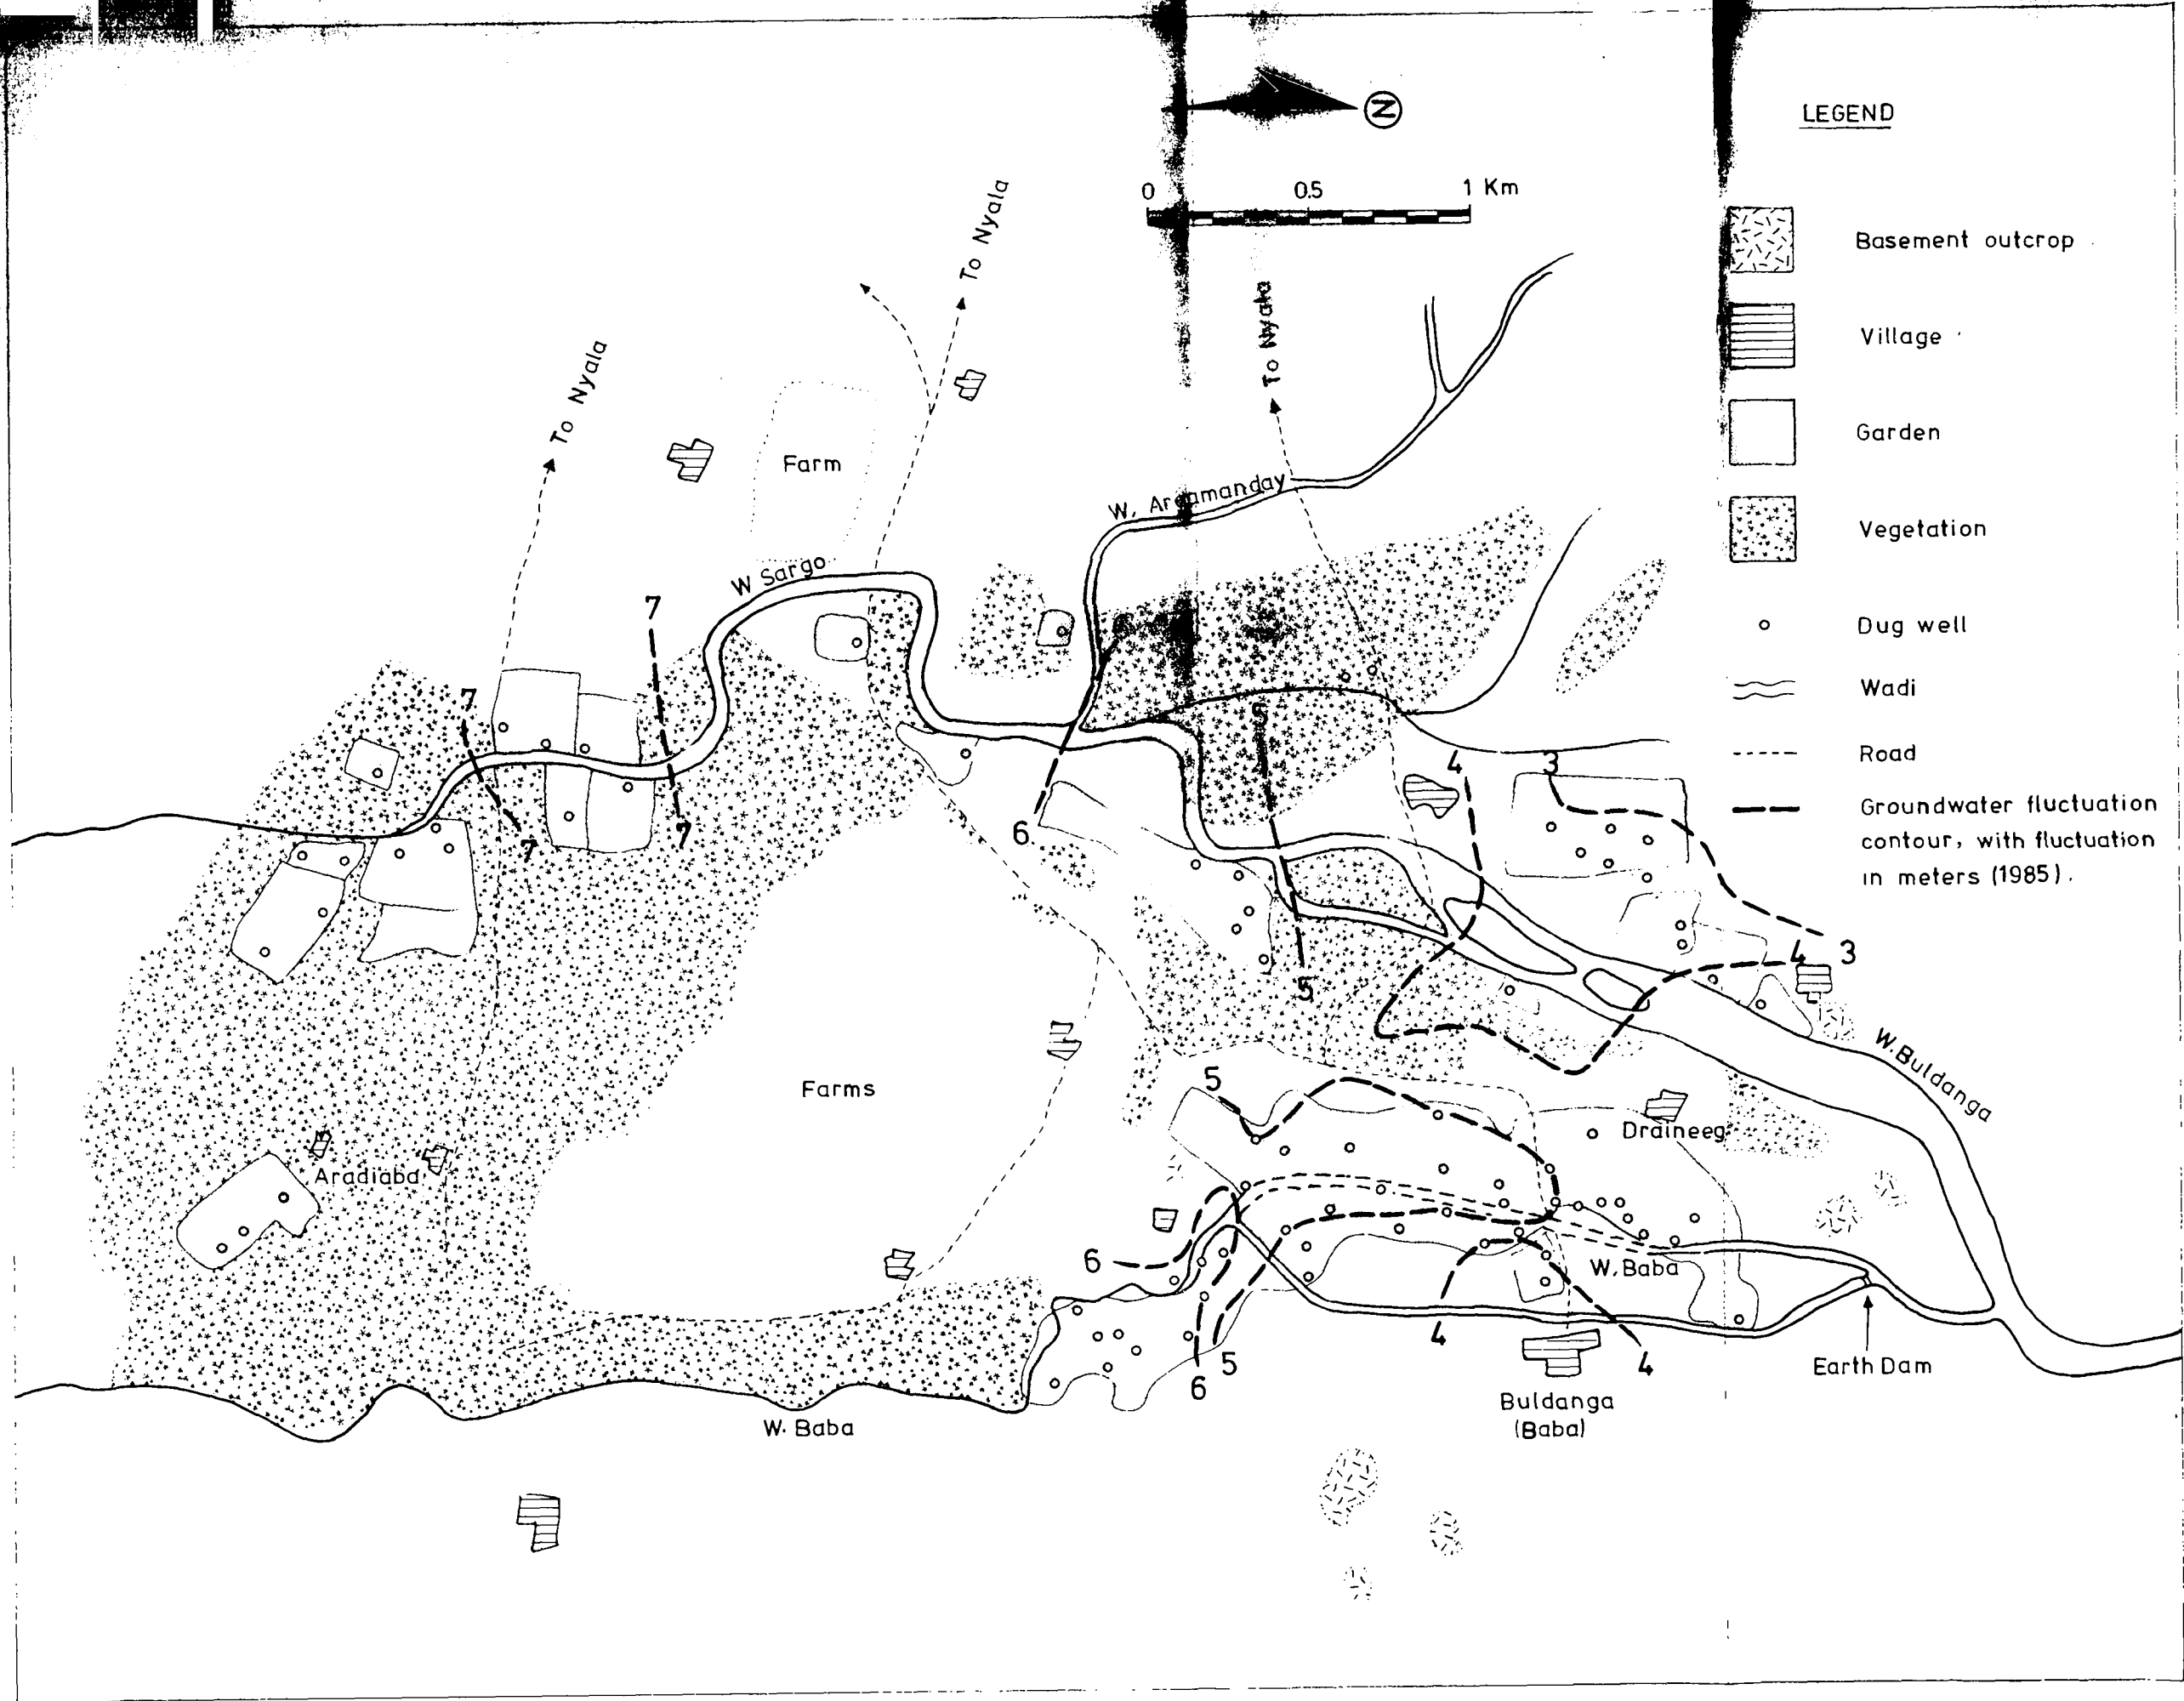 N
0 0.5 1 Km
LEGEND
Basement outcrop
Village
Garden
Vegetation
Dug well
Wadi
Road
Groundwater fluctuation
contour, with fluctuation
in meters (1985).
To Nyala
To Nyala
To Nyala
Farm
W. Argamanday
W Sargo
7
7
7
7
6
5
5
4
3
4
3
W. Buldanga
Farms
5
Draineeg
Aradiaba
6
W. Baba
4
4
5
6
Earth Dam
Buldanga
(Baba)
W. Baba